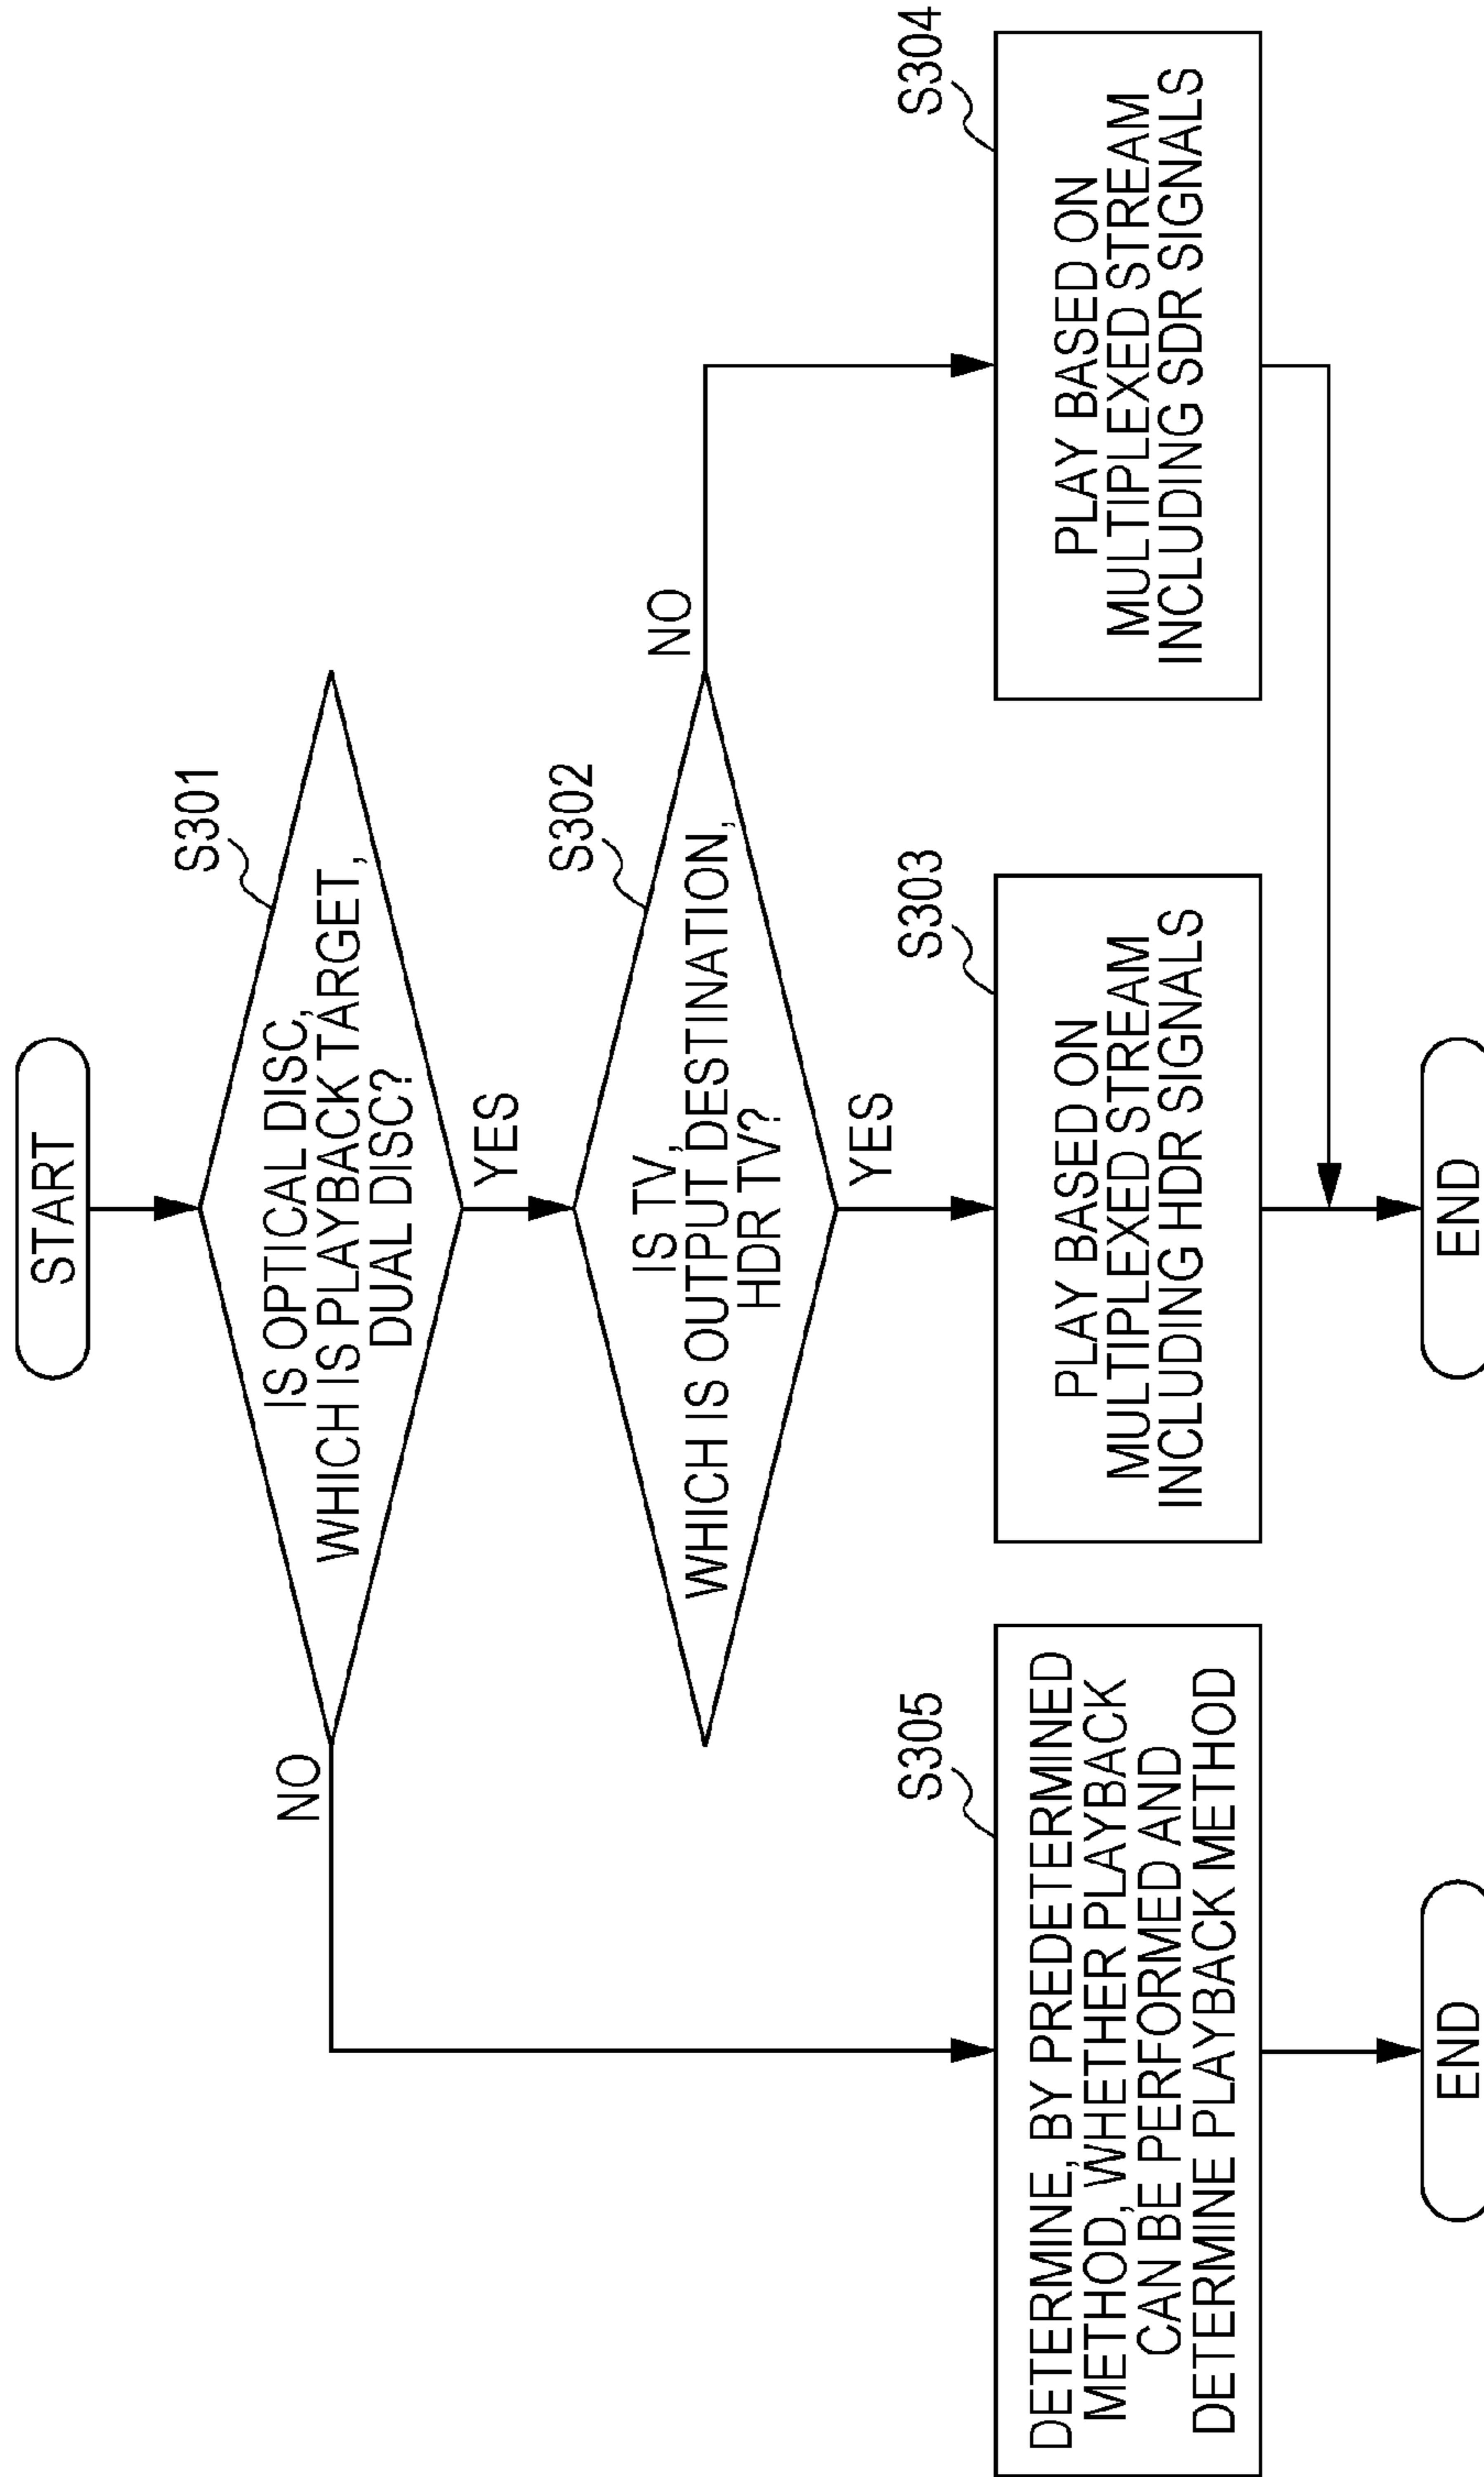 START
S301
IS OPTICAL DISC,
WHICH IS PLAYBACK TARGET,
DUAL DISC?
NO
YES
S302
IS TV,
WHICH IS OUTPUT DESTINATION,
HDR TV?
NO
YES
S305
DETERMINE, BY PREDETERMINED
METHOD, WHETHER PLAYBACK
CAN BE PERFORMED AND
DETERMINE PLAYBACK METHOD
S303
PLAY BASED ON
MULTIPLEXED STREAM
INCLUDING HDR SIGNALS
S304
PLAY BASED ON
MULTIPLEXED STREAM
INCLUDING SDR SIGNALS
END
END